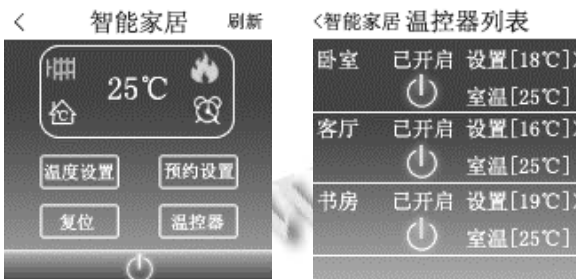 < 智能家居 刷新
25℃
℃
温度设置 预约设置
复位 温控器
<智能家居 温控器列表
卧室 已开启 设置[18℃]
室温[25℃]
客厅 已开启 设置[16℃]
室温[25℃]
书房 已开启 设置[19℃]
室温[25℃]